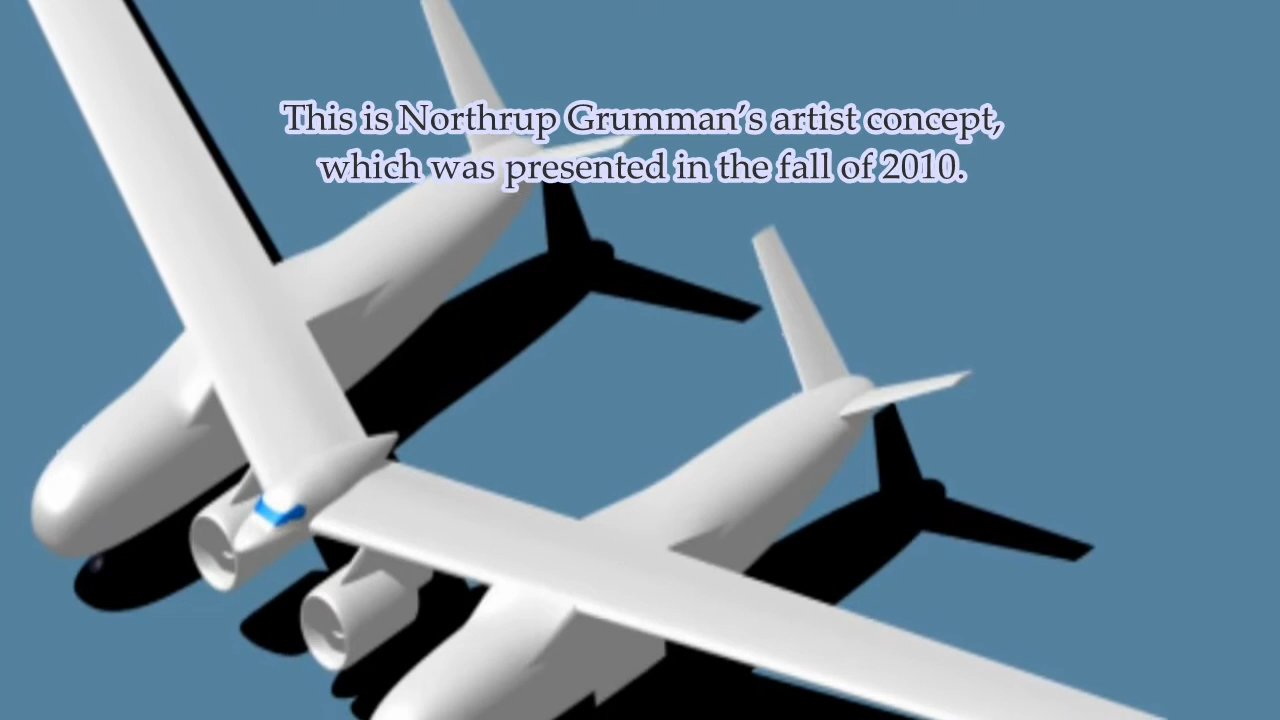 This is Northrup Grumman’s artist concept,
which was presented in the fall of 2010.